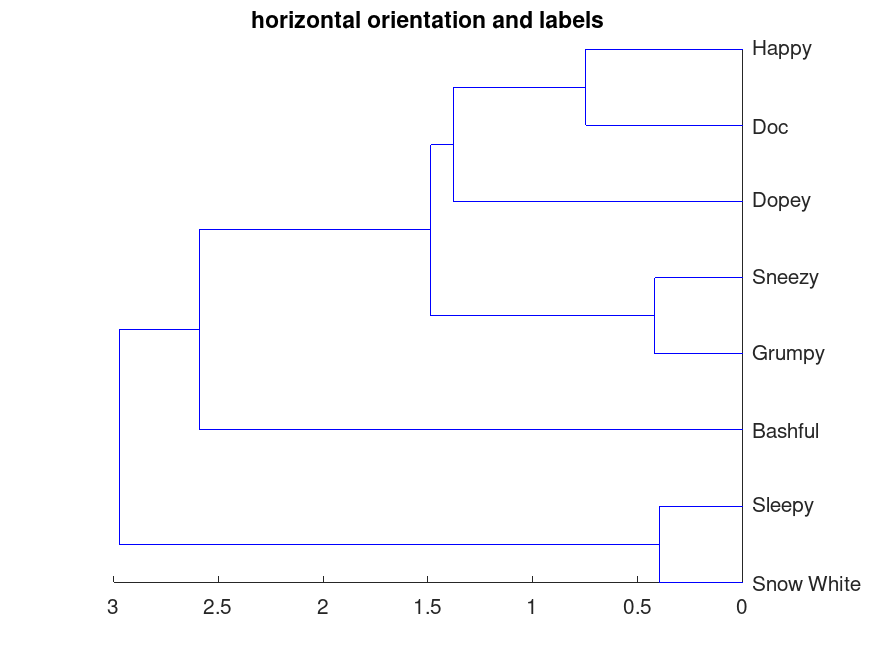 horizontal orientation and labels
Happy
Doc
Dopey
Sneezy
Grumpy
Bashful
Sleepy
Snow White
3 2.5 2 1.5 1 0.5 0